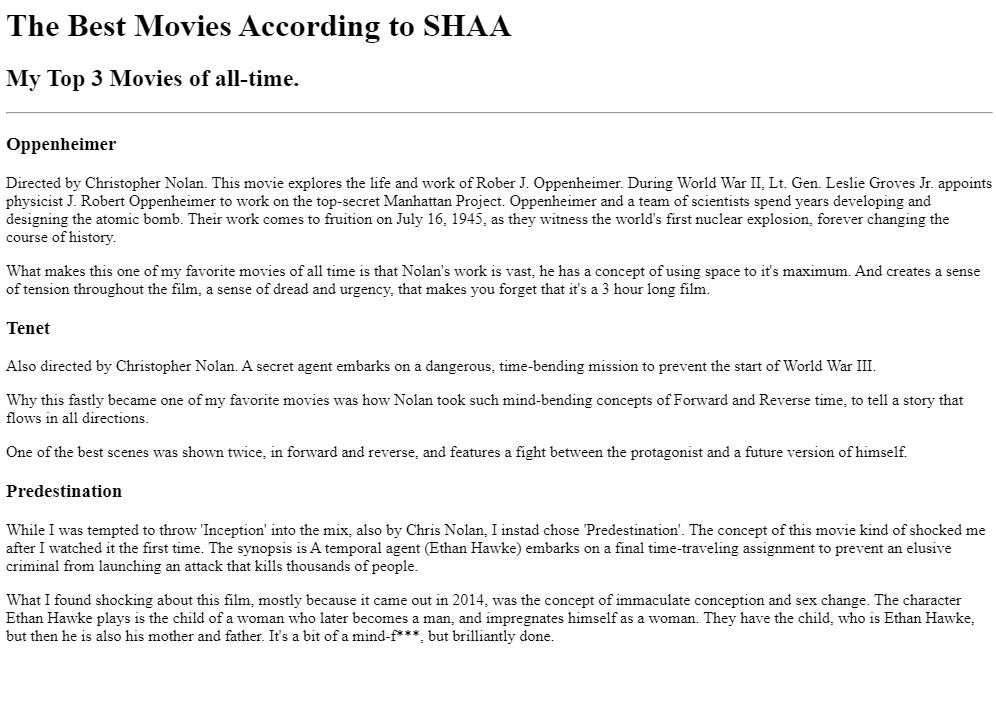 The Best Movies According to SHAA
My Top 3 Movies of all-time.
Oppenheimer
Directed by Christopher Nolan. This movie explores the life and work of Rober J. Oppenheimer. During World War II, Lt. Gen. Leslie Groves Jr. appoints
physicist J. Robert Oppenheimer to work on the top-secret Manhattan Project. Oppenheimer and a team of scientists spend years developing and
designing the atomic bomb. Their work comes to fruition on July 16, 1945, as they witness the world's first nuclear explosion, forever changing the
course of history.
What makes this one of my favorite movies of all time is that Nolan's work is vast, he has a concept of using space to it's maximum. And creates a sense
of tension throughout the film, a sense of dread and urgency, that makes you forget that it's a 3 hour long film.
Tenet
Also directed by Christopher Nolan. A secret agent embarks on a dangerous, time-bending mission to prevent the start of World War III.
Why this fastly became one of my favorite movies was how Nolan took such mind-bending concepts of Forward and Reverse time, to tell a story that
flows in all directions.
One of the best scenes was shown twice, in forward and reverse, and features a fight between the protagonist and a future version of himself.
Predestination
While I was tempted to throw 'Inception' into the mix, also by Chris Nolan, I instad chose 'Predestination'. The concept of this movie kind of shocked me
after I watched it the first time. The synopsis is A temporal agent (Ethan Hawke) embarks on a final time-traveling assignment to prevent an elusive
criminal from launching an attack that kills thousands of people.
What I found shocking about this film, mostly because it came out in 2014, was the concept of immaculate conception and sex change. The character
Ethan Hawke plays is the child of a woman who later becomes a man, and impregnates himself as a woman. They have the child, who is Ethan Hawke,
but then he is also his mother and father. It's a bit of a mind-f***, but brilliantly done.